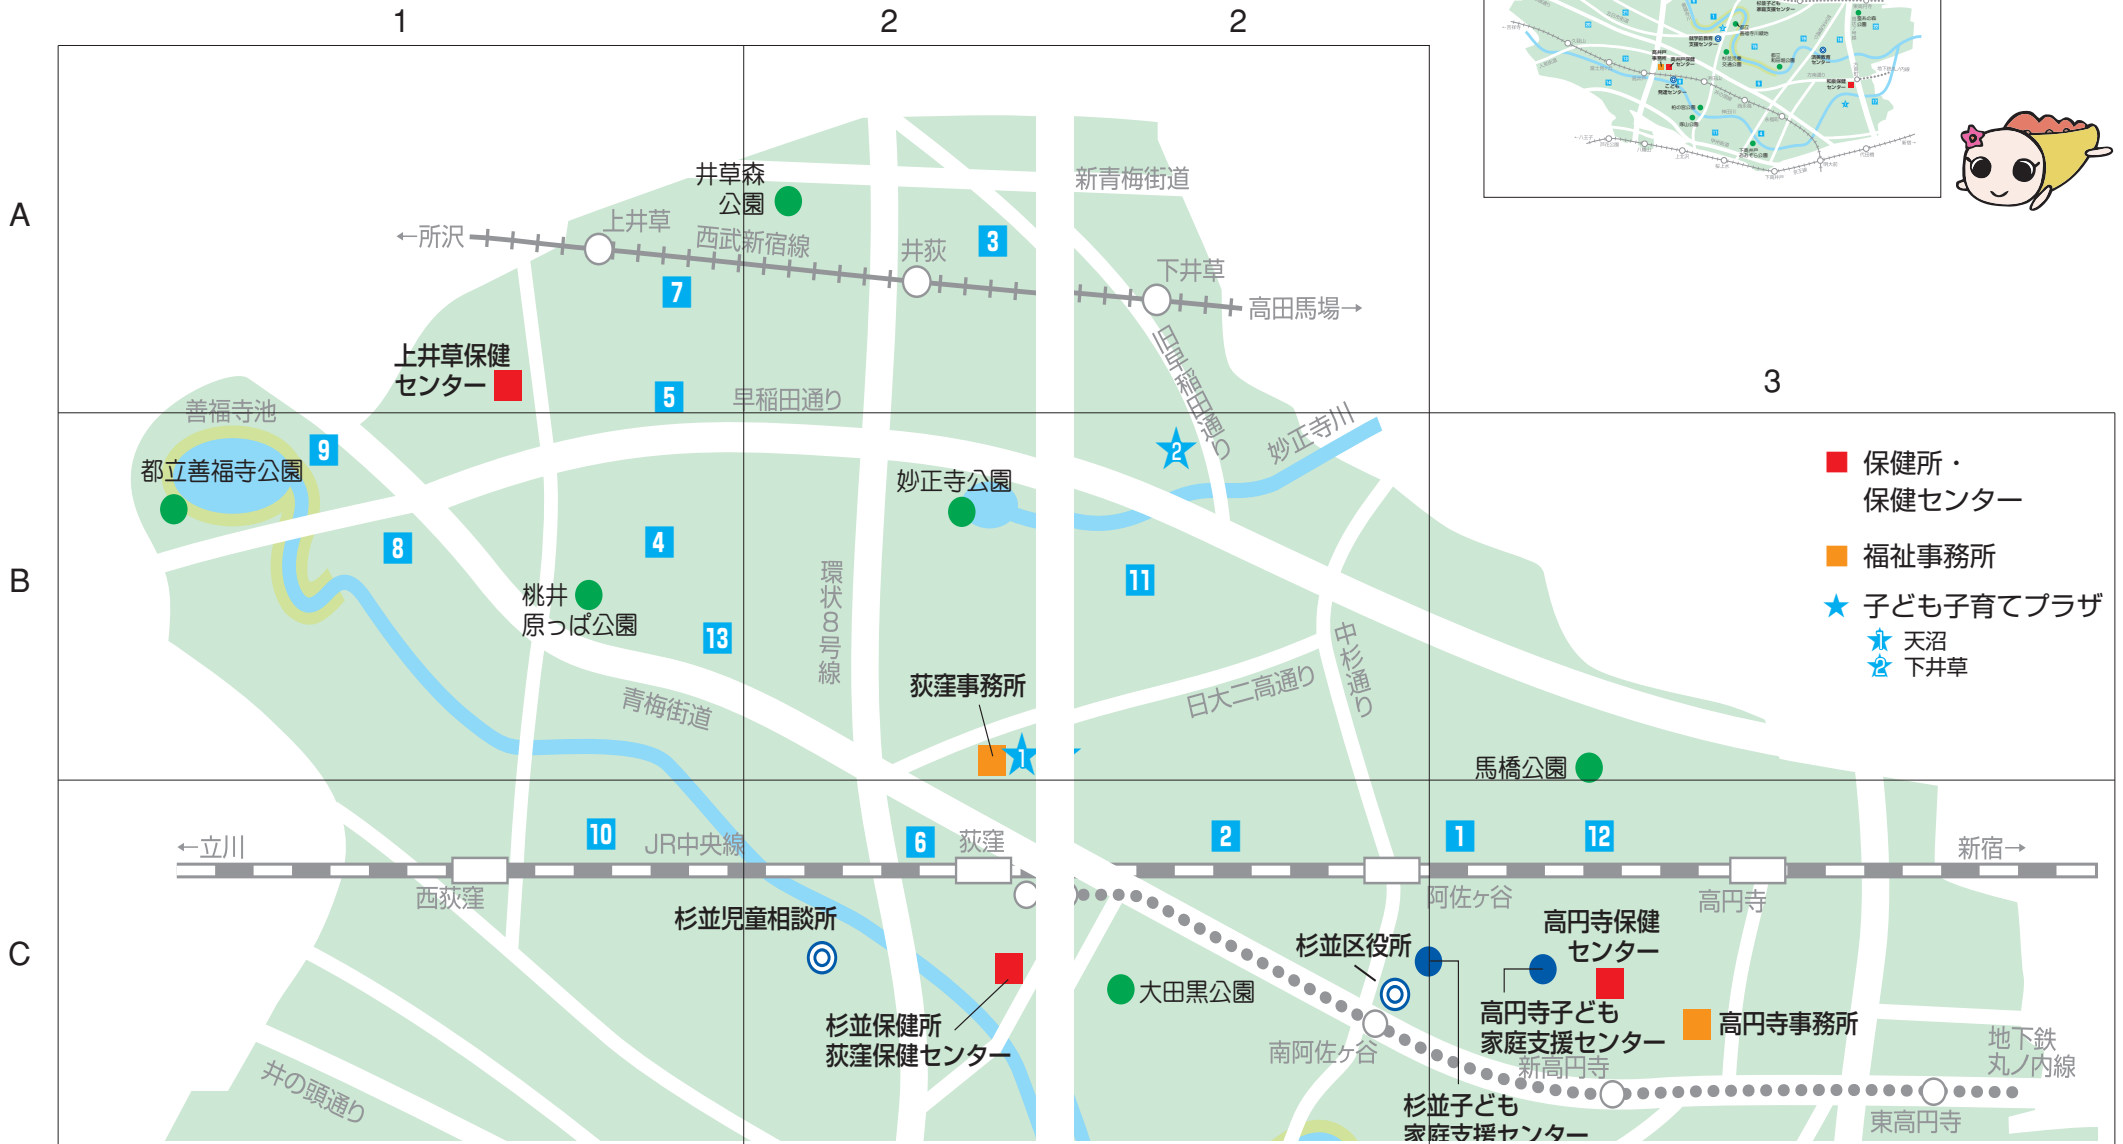 1
2
2
3
A
B
C
井草森
公園
新青梅街道
←所沢
上井草
西武新宿線
井荻
3
7
下井草
高田馬場→
旧早稲田通り
上井草保健
センター
5
早稲田通り
善福寺池
9
都立善福寺公園
妙正寺公園
2
妙正寺川
8
4
桃井
原っぱ公園
13
環状8号線
11
中杉通り
日大二高通り
青梅街道
荻窪事務所
1
馬橋公園
保健所・
保健センター
福祉事務所
子ども子育てプラザ
1 天沼
2 下井草
←立川
10
JR中央線
6
荻窪
2
1
12
新宿→
西荻窪
阿佐ヶ谷
高円寺
杉並児童相談所
杉並区役所
高円寺保健
センター
大田黒公園
杉並保健所
荻窪保健センター
高円寺子ども
家庭支援センター
高円寺事務所
南阿佐ヶ谷
新高円寺
地下鉄
丸ノ内線
井の頭通り
杉並子ども
家庭支援センター
東高円寺